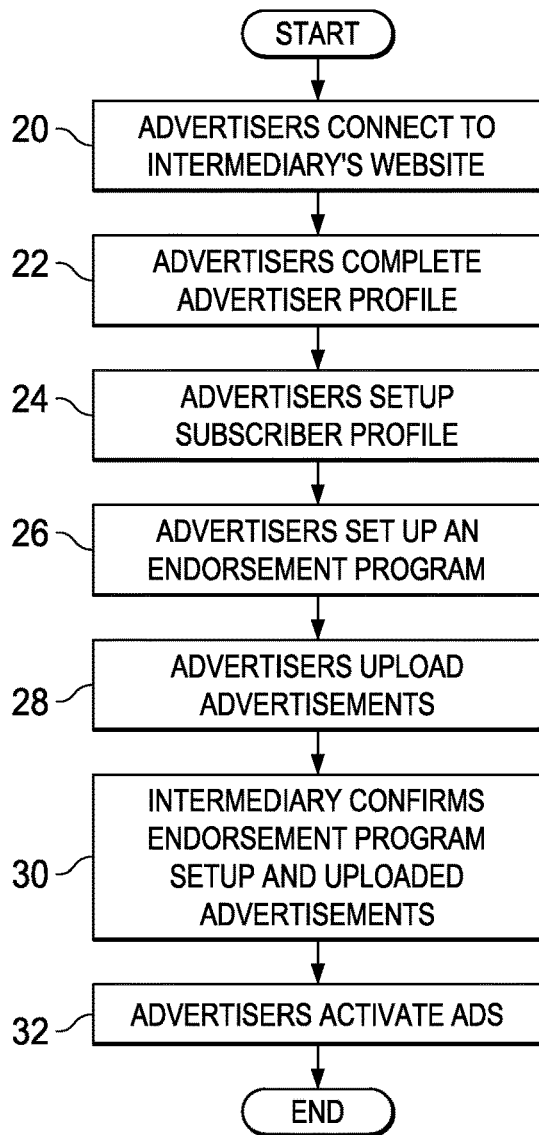 START
20
ADVERTISERS CONNECT TO
INTERMEDIARY'S WEBSITE
22
ADVERTISERS COMPLETE
ADVERTISER PROFILE
24
ADVERTISERS SETUP
SUBSCRIBER PROFILE
26
ADVERTISERS SET UP AN
ENDORSEMENT PROGRAM
28
ADVERTISERS UPLOAD
ADVERTISEMENTS
30
INTERMEDIARY CONFIRMS
ENDORSEMENT PROGRAM
SETUP AND UPLOADED
ADVERTISEMENTS
32
ADVERTISERS ACTIVATE ADS
END